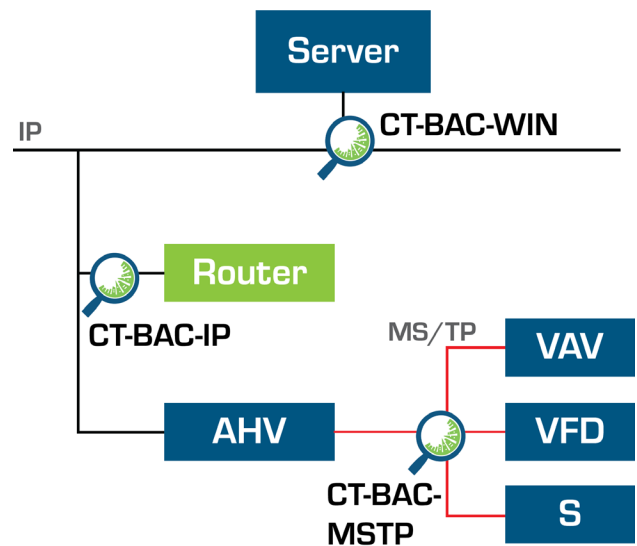 Server
CT-BAC-WIN
IP
Router
CT-BAC-IP
MS/TP
VAV
AHV
VFD
CT-BAC-
MSTP
S